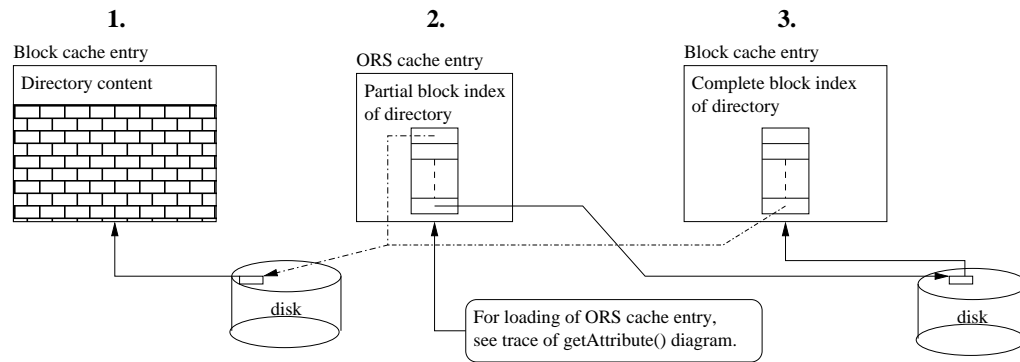 1.
2.
3.
Block cache entry
ORS cache entry
Block cache entry
Directory content
Partial block index
of directory
Complete block index
of directory
disk
For loading of ORS cache entry,
see trace of getAttribute() diagram.
disk